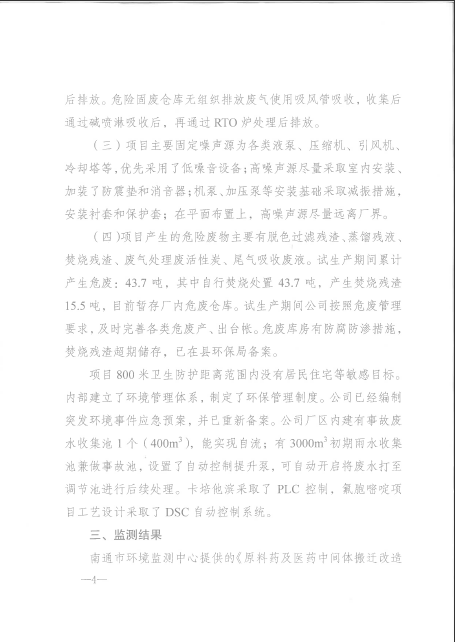 后排放。危险固废仓库无组织排放废气使用吸风管吸收，收集后
通过碱喷淋吸收后，再通过 RTO 炉处理后排放。
（三）项目主要固定噪声源为各类液泵、压缩机、引风机、
冷却塔等，优先采用了低噪音设备；高噪声源尽量采取室内安装、
加装了防震垫和消音器；机泵、加压泵等安装基础采取减振措施，
安装衬套和保护套；在平面布置上，高噪声源尽量远离厂界。
（四）项目产生的危险废物主要有脱色过滤残渣、蒸馏残液、
焚烧残渣、废气处理废活性炭、尾气吸收废液。试生产期间累计
产生危废：43.7 吨，其中自行焚烧处置 43.7 吨，产生焚烧残渣
15.5 吨，目前暂存厂内危废仓库。试生产期间公司按照危废管理
要求，及时完善各类危废产、出台帐。危废库房有防腐防渗措施，
焚烧残渣超期储存，已在县环保局备案。
项目 800 米卫生防护距离范围内没有居民住宅等敏感目标。
内部建立了环境管理体系，制定了环保管理制度。公司已经编制
突发环境事件应急预案，并已重新备案。公司厂区内建有事故废
水收集池 1 个（400m³），能实现自流；有 3000m³ 初期雨水收集
池兼做事故池，设置了自动控制提升泵，可自动开启将废水打至
调节池进行后续处理。卡培他滨采取了 PLC 控制，氟胞嘧啶项
目工艺设计采取了 DSC 自动控制系统。
三、监测结果
南通市环境监测中心提供的《原料药及医药中间体搬迁改造
—4—